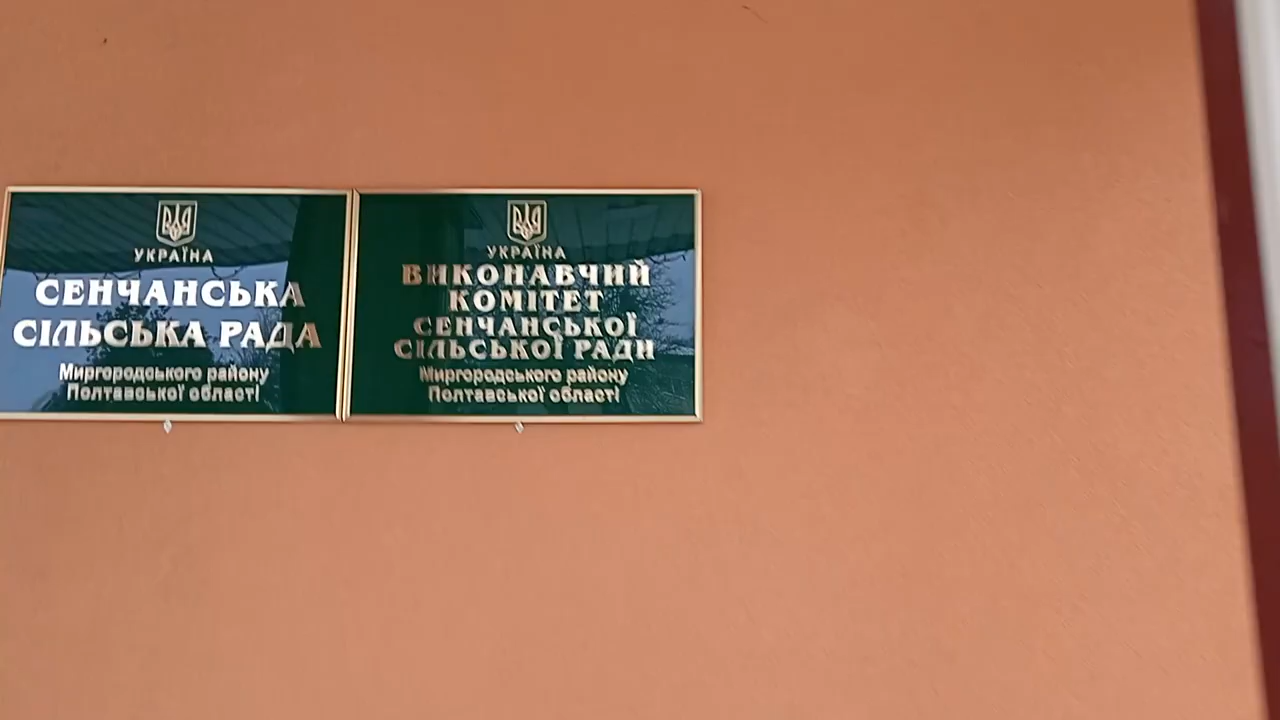 УКРАЇНА
СЕНЧАНСЬКА
СІЛЬСЬКА РАДА
Миргородського району
Полтавської області
УКРАЇНА
ВИКОНАВЧИЙ
КОМІТЕТ
СЕНЧАНСЬКОЇ
СІЛЬСЬКОЇ РАДИ
Миргородського району
Полтавської області